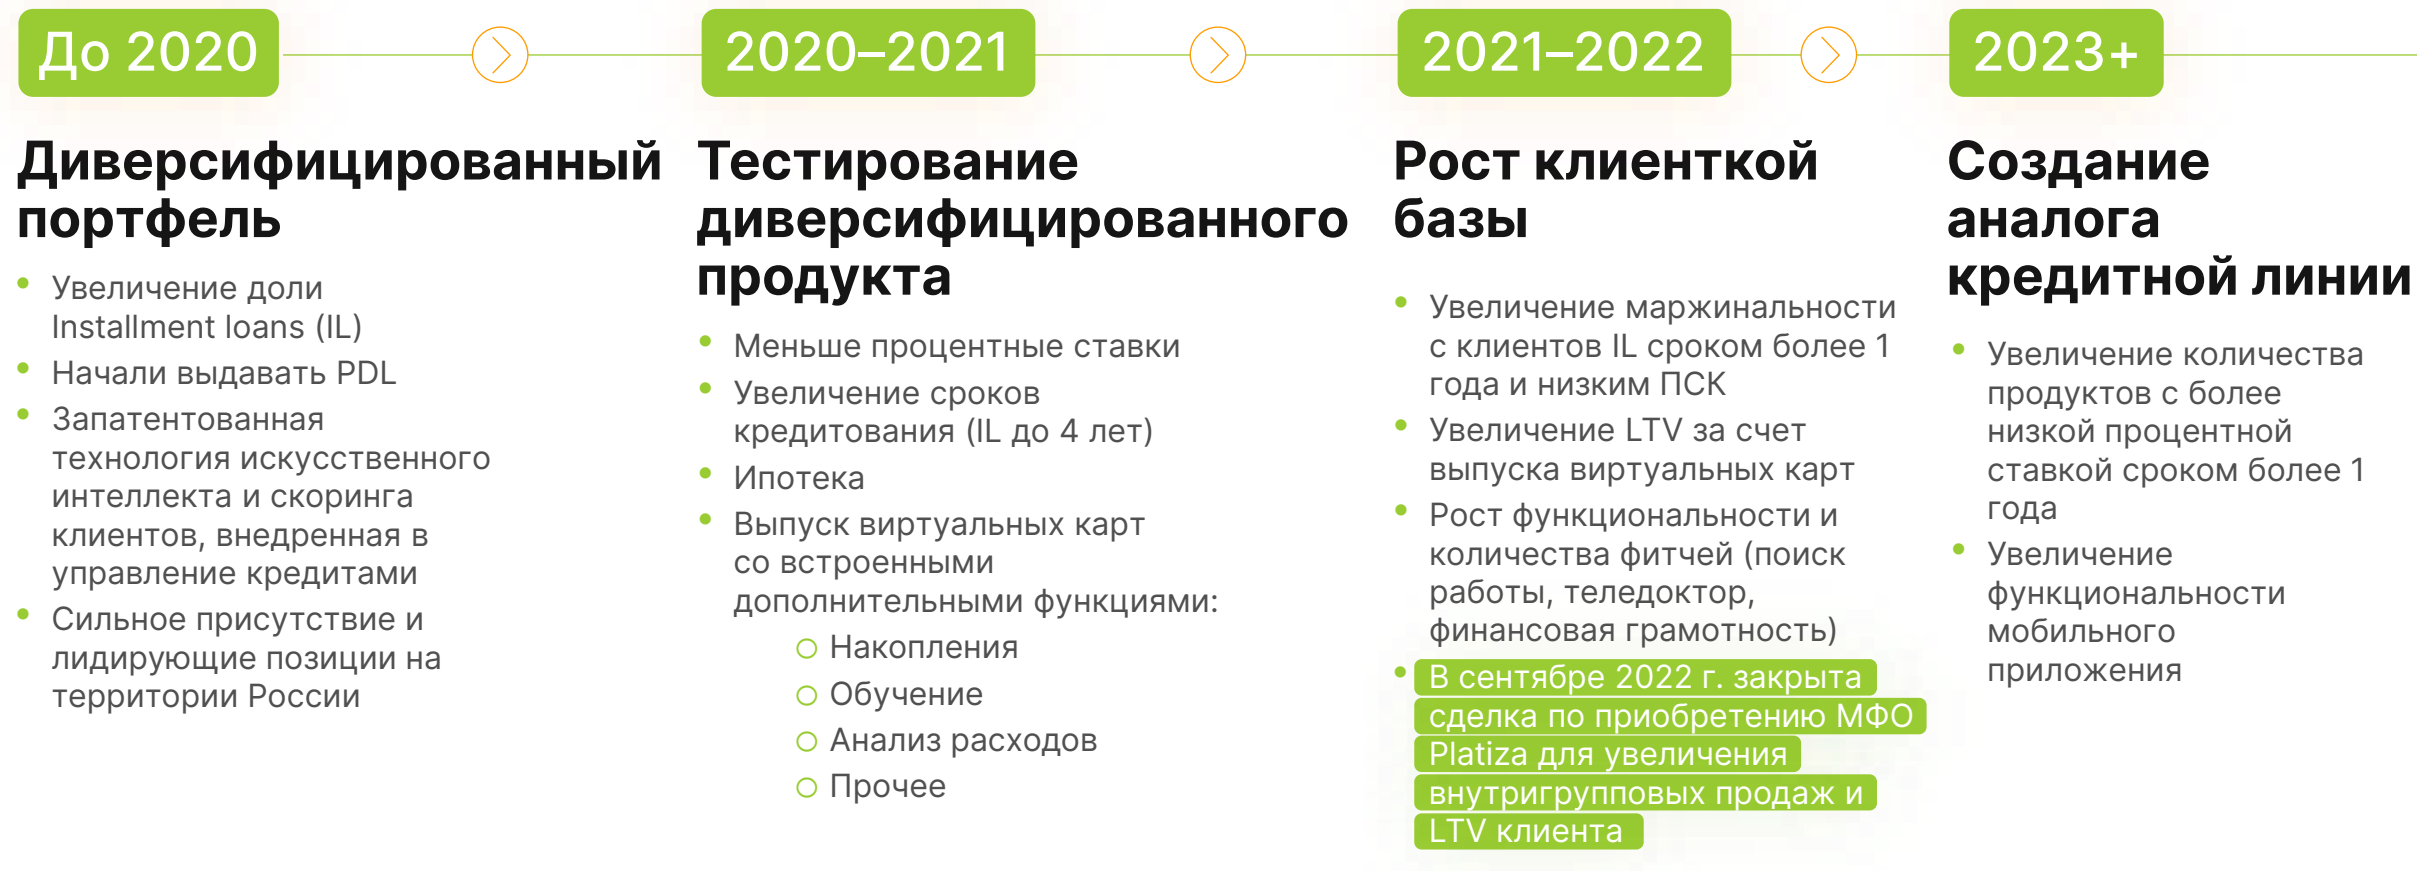 До 2020
Диверсифицированный
портфель
Увеличение доли
Installment loans (IL)
Начали выдавать PDL
Запатентованная
технология искусственного
интеллекта и скоринга
клиентов, внедренная в
управление кредитами
Сильное присутствие и
лидирующие позиции на
территории России
2020–2021
Тестирование
диверсифицированного
продукта
Меньше процентные ставки
Увеличение сроков
кредитования (IL до 4 лет)
Ипотека
Выпуск виртуальных карт
со встроенными
дополнительными функциями:
Накопления
Обучение
Анализ расходов
Прочее
2021–2022
Рост клиенткой
базы
Увеличение маржинальности
с клиентов IL сроком более 1
года и низким ПСК
Увеличение LTV за счет
выпуска виртуальных карт
Рост функциональности и
количества фитчей (поиск
работы, теледоктор,
финансовая грамотность)
В сентябре 2022 г. закрыта
сделка по приобретению МФО
Platiza для увеличения
внутригрупповых продаж и
LTV клиента
2023+
Создание
аналога
кредитной линии
Увеличение количества
продуктов с более
низкой процентной
ставкой сроком более 1
года
Увеличение
функциональности
мобильного
приложения